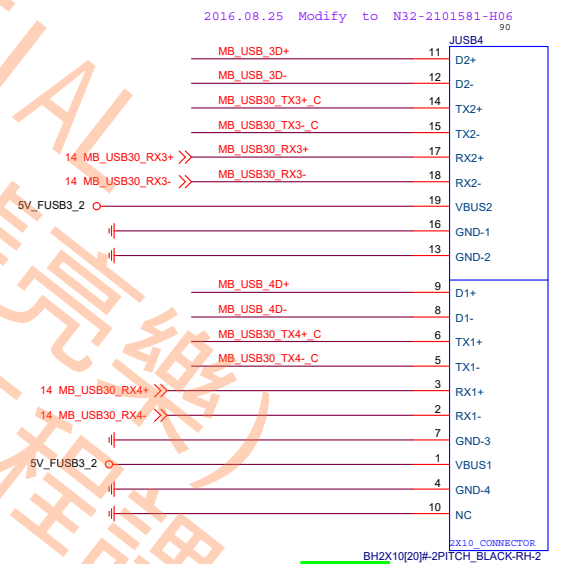 2016.08.25 Modify to N32-2101581-H06
90
JUSB4
MB_USB_3D+ 11 D2+
MB_USB_3D- 12 D2-
MB_USB30_TX3+_C 14 TX2+
MB_USB30_TX3-_C 15 TX2-
14 MB_USB30_RX3+ MB_USB30_RX3+ 17 RX2+
14 MB_USB30_RX3- MB_USB30_RX3- 18 RX2-
5V_FUSB3_2 19 VBUS2
16 GND-1
13 GND-2
MB_USB_4D+ 9 D1+
MB_USB_4D- 8 D1-
MB_USB30_TX4+_C 6 TX1+
MB_USB30_TX4-_C 5 TX1-
14 MB_USB30_RX4+ 3 RX1+
14 MB_USB30_RX4- 2 RX1-
7 GND-3
5V_FUSB3_2 1 VBUS1
4 GND-4
10 NC
2X10_CONNECTOR
BH2X10[20]#-2PITCH_BLACK-RH-2